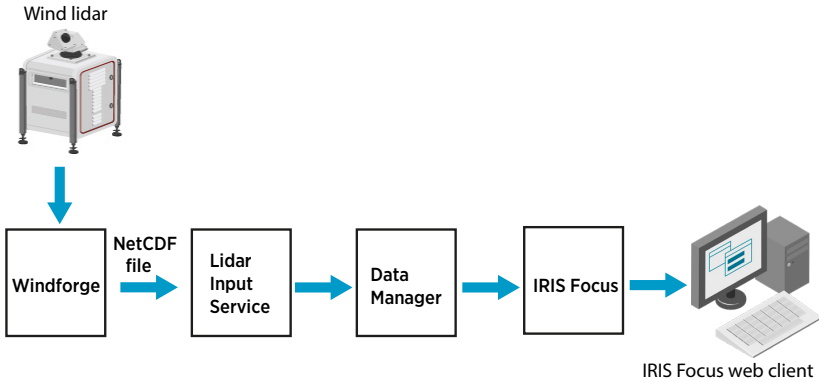 Wind lidar
NetCDF
file
Windforge
Lidar
Input
Service
Data
Manager
IRIS Focus
IRIS Focus web client